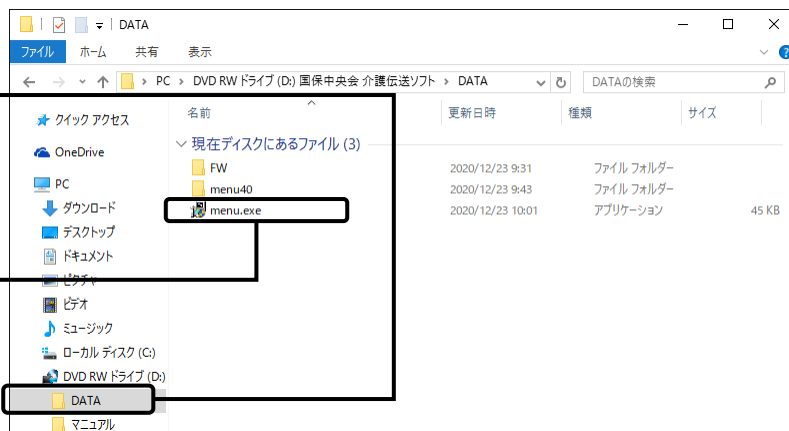 DATA
ファイル ホーム 共有 表示
PC > DVD RW ドライブ (D:) 国保中央会 介護伝送ソフト > DATA DATAの検索
名前 更新日時 種類 サイズ
クイック アクセス
OneDrive
PC
ダウンロード
デスクトップ
ドキュメント
ピクチャ
ビデオ
ミュージック
ローカル ディスク (C:)
DVD RW ドライブ (D:)
DATA
マニュアル
現在ディスクにあるファイル (3)
FW 2020/12/23 9:31 ファイル フォルダー
menu40 2020/12/23 9:43 ファイル フォルダー
menu.exe 2020/12/23 10:01 アプリケーション 45 KB